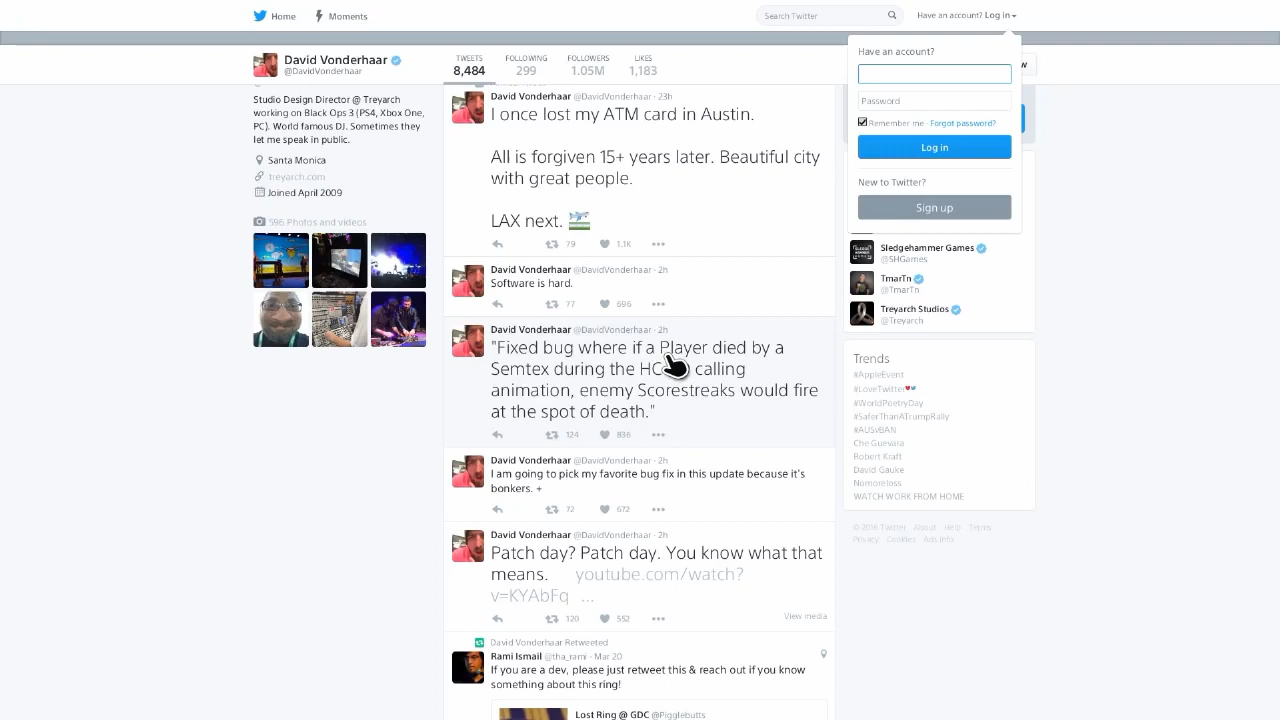 Home
Moments
Search Twitter
Have an account? Log in
David Vonderhaar
@DavidVonderhaar
TWEETS
8,484
FOLLOWING
299
FOLLOWERS
1.05M
LIKES
1,183
Studio Design Director @ Treyarch
working on Black Ops 3 (PS4, Xbox One,
PC). World famous DJ. Sometimes they
let me speak in public.
Santa Monica
treyarch.com
Joined April 2009
596 Photos and videos
David Vonderhaar @DavidVonderhaar · 23h
I once lost my ATM card in Austin.
All is forgiven 15+ years later. Beautiful city
with great people.
LAX next.
79 1.1K
David Vonderhaar @DavidVonderhaar · 2h
Software is hard.
77 696
David Vonderhaar @DavidVonderhaar · 2h
"Fixed bug where if a Player died by a
Semtex during the HC calling
animation, enemy Scorestreaks would fire
at the spot of death."
124 836
David Vonderhaar @DavidVonderhaar · 2h
I am going to pick my favorite bug fix in this update because it's
bonkers. +
72 672
David Vonderhaar @DavidVonderhaar · 2h
Patch day? Patch day. You know what that
means. youtube.com/watch?
v=KYAbFq ...
View media
120 552
David Vonderhaar Retweeted
Rami Ismail @tha_rami · Mar 20
If you are a dev, please just retweet this & reach out if you know
something about this ring!
Lost Ring @ GDC @Pigglebutts
Have an account?
Password
Remember me · Forgot password?
Log in
New to Twitter?
Sign up
Sledgehammer Games
@SHGames
TmarTn
@TmarTn
Treyarch Studios
@Treyarch
Trends
#AppleEvent
#LoveTwitter
#WorldPoetryDay
#SaferThanATrumpRally
#AUSvBAN
Che Guevara
Robert Kraft
David Gauke
Nomoreloss
WATCH WORK FROM HOME
© 2016 Twitter About Help Terms
Privacy Cookies Ads info